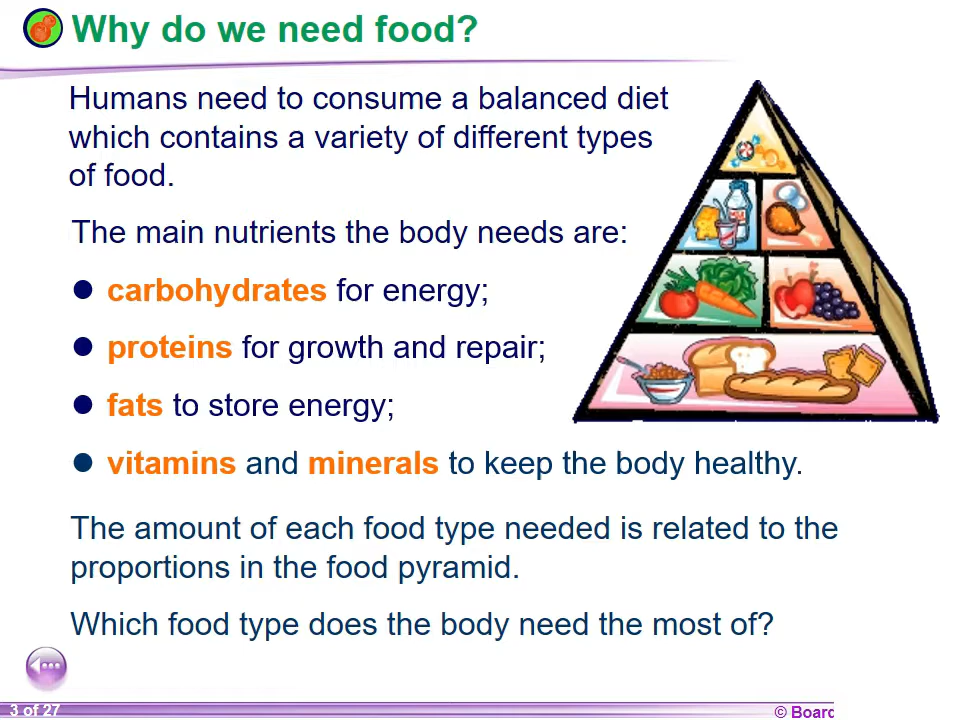 Why do we need food?
Humans need to consume a balanced diet
which contains a variety of different types
of food.
The main nutrients the body needs are:
● carbohydrates for energy;
● proteins for growth and repair;
● fats to store energy;
● vitamins and minerals to keep the body healthy.
The amount of each food type needed is related to the
proportions in the food pyramid.
Which food type does the body need the most of?
3 of 27
© Board